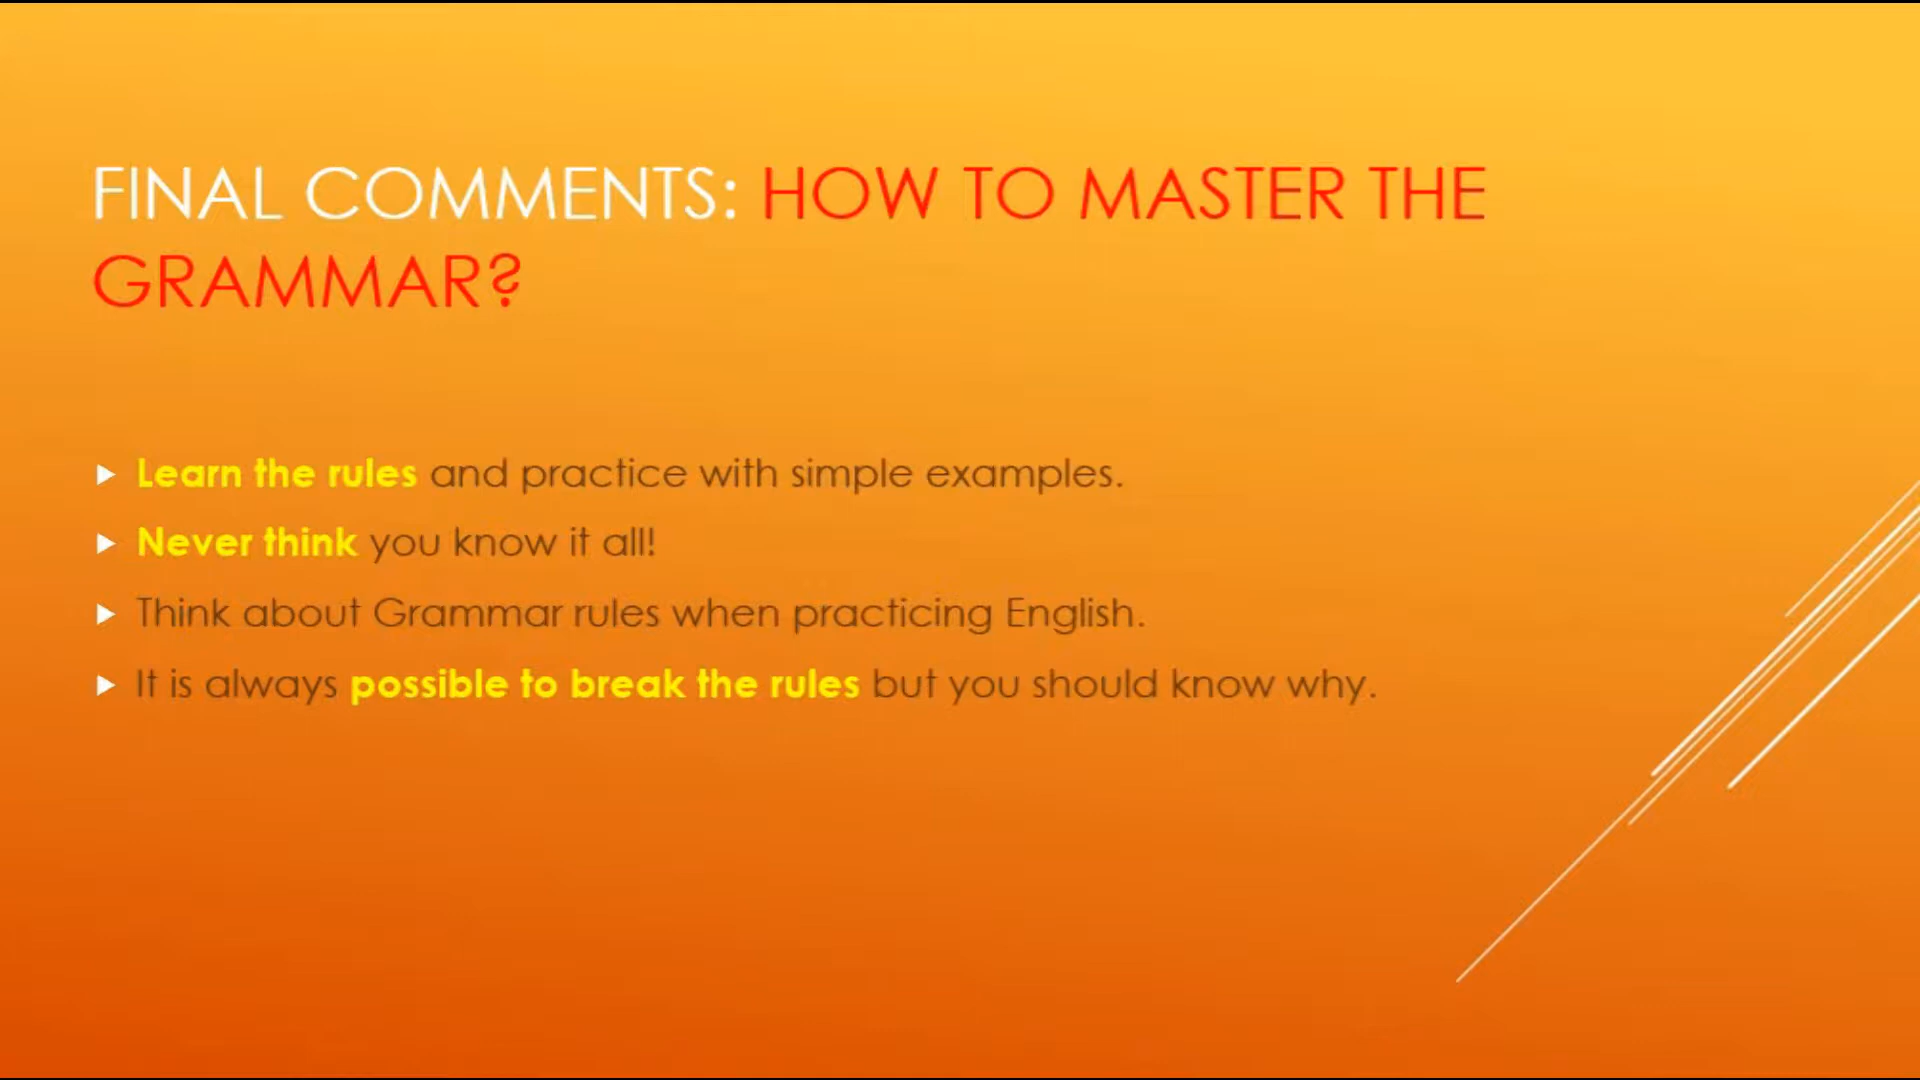 FINAL COMMENTS: HOW TO MASTER THE
GRAMMAR?
Learn the rules and practice with simple examples.
Never think you know it all!
Think about Grammar rules when practicing English.
It is always possible to break the rules but you should know why.